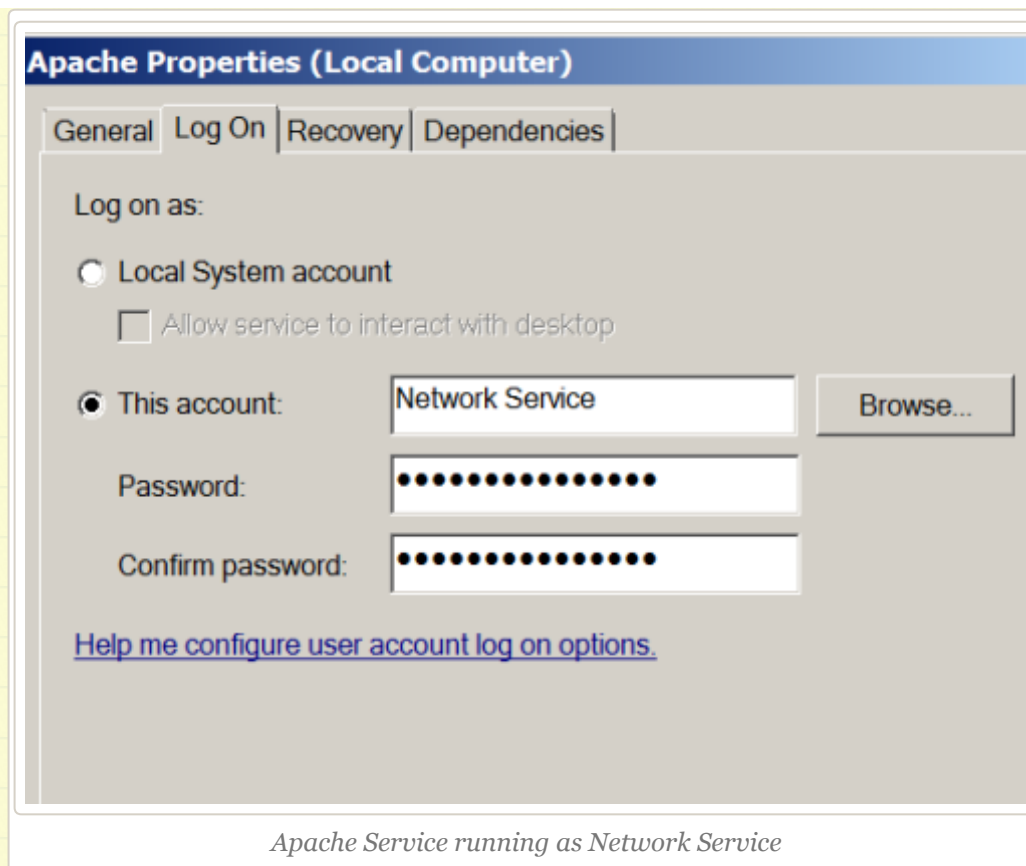 Apache Properties (Local Computer)
General Log On Recovery Dependencies
Log on as:
Local System account
Allow service to interact with desktop
This account: Network Service Browse...
Password: •••••••••••••••
Confirm password: •••••••••••••••
Help me configure user account log on options.
Apache Service running as Network Service